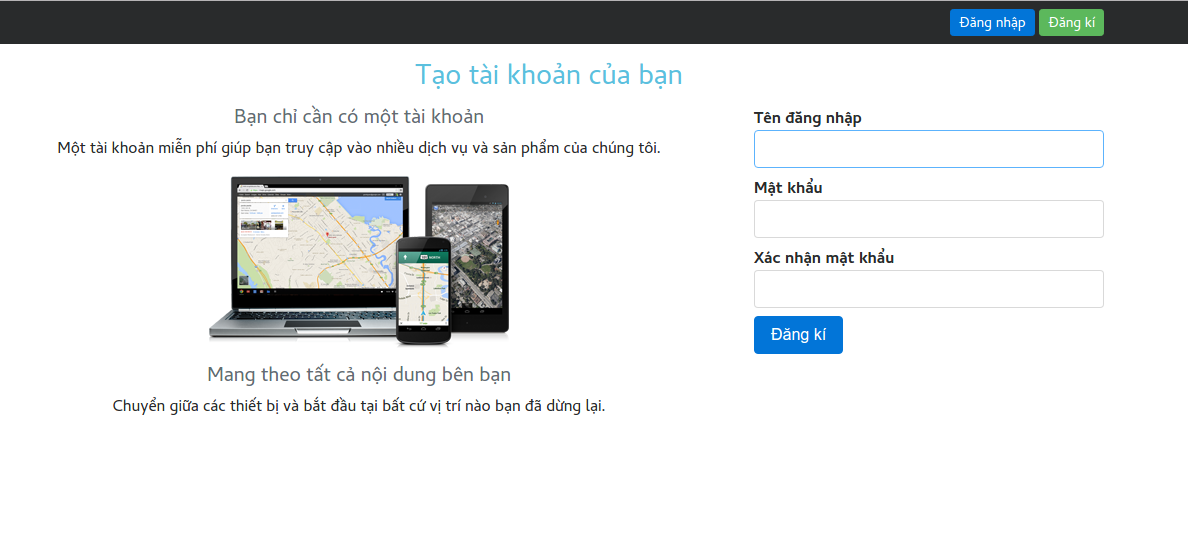 Đăng nhập
Đăng kí
Tạo tài khoản của bạn
Bạn chỉ cần có một tài khoản
Một tài khoản miễn phí giúp bạn truy cập vào nhiều dịch vụ và sản phẩm của chúng tôi.
Mang theo tất cả nội dung bên bạn
Chuyển giữa các thiết bị và bắt đầu tại bất cứ vị trí nào bạn đã dừng lại.
Tên đăng nhập
Mật khẩu
Xác nhận mật khẩu
Đăng kí